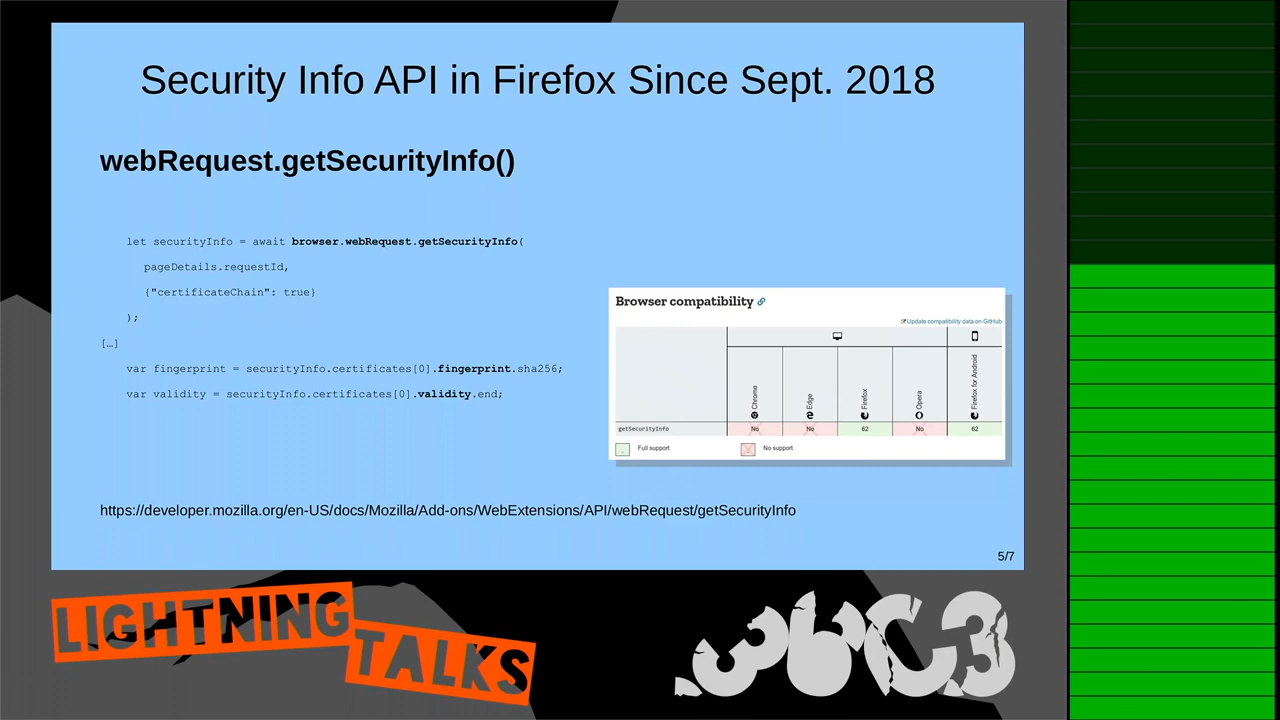 Security Info API in Firefox Since Sept. 2018
webRequest.getSecurityInfo()
let securityInfo = await browser.webRequest.getSecurityInfo(
pageDetails.requestId,
{"certificateChain": true}
);
[…]
var fingerprint = securityInfo.certificates[0].fingerprint.sha256;
var validity = securityInfo.certificates[0].validity.end;
Browser compatibility
Update compatibility data on GitHub
Chrome
Edge
Firefox
Opera
Firefox for Android
getSecurityInfo No No 62 No 62
Full support No support
https://developer.mozilla.org/en-US/docs/Mozilla/Add-ons/WebExtensions/API/webRequest/getSecurityInfo
5/7
LIGHTNING
TALKS
36C3